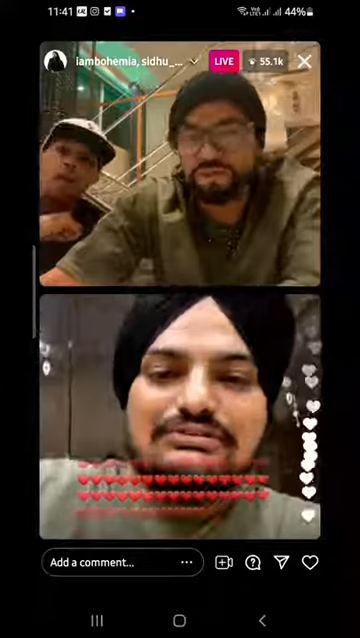 11:41
44%
iambohemia, sidhu_...
LIVE
55.1k
Add a comment...